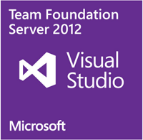 Team Foundation
Server 2012
Visual
Studio
Microsoft